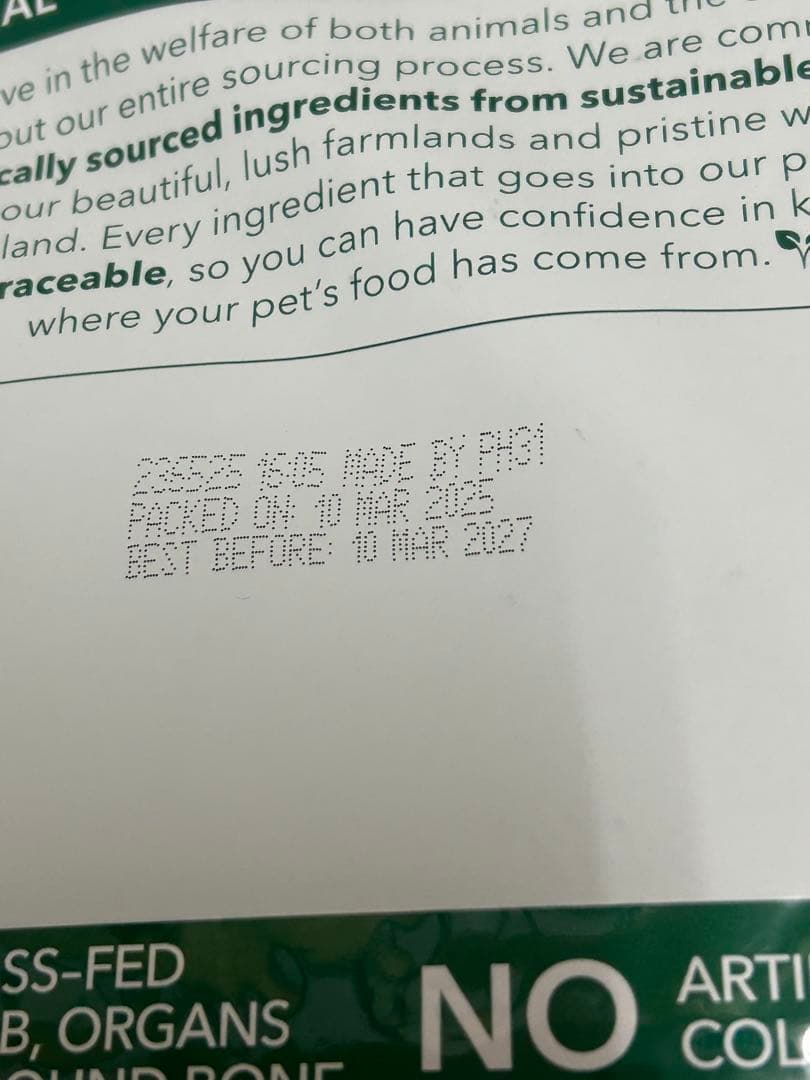 AL
ve in the welfare of both animals and
out our entire sourcing process. We are
cally sourced ingredients from sustainable
our beautiful, lush farmlands and pristine
land. Every ingredient that goes into our
raceable, so you can have confidence in
where your pet's food has come from.
235525 16:05 MADE BY PH31
PACKED ON: 10 MAR 2025
BEST BEFORE: 10 MAR 2027
SS-FED
B, ORGANS
NO
ARTI
COL